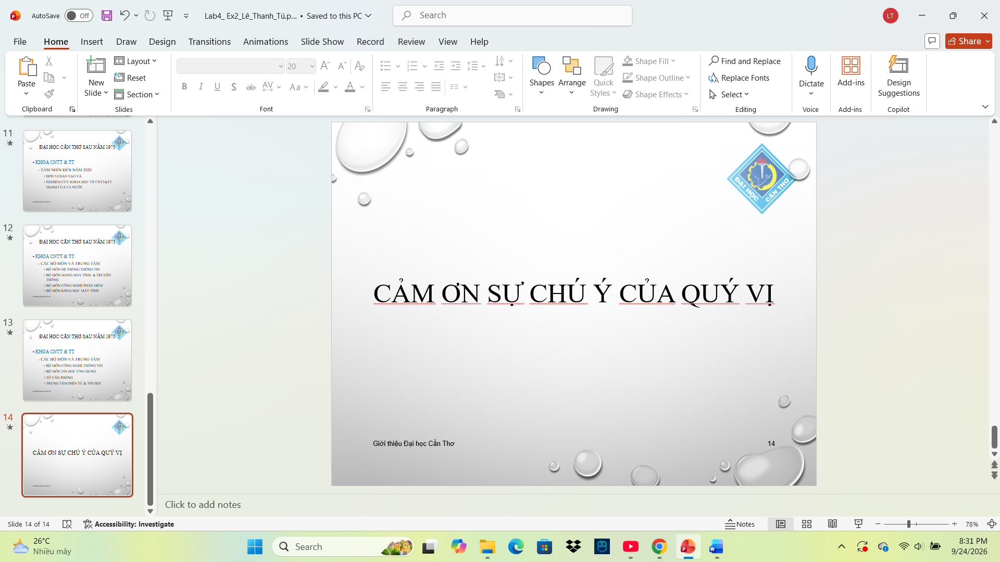 AutoSave Off Lab4_ Ex2_Lê_Thanh_Tú.p... • Saved to this PC Search LT
File Home Insert Draw Design Transitions Animations Slide Show Record Review View Help Share
Paste New Slide Layout Reset Section 20 Shapes Arrange Quick Styles Shape Fill Shape Outline Shape Effects Find and Replace Replace Fonts Select Dictate Add-ins Design Suggestions
Clipboard Slides Font Paragraph Drawing Editing Voice Add-ins Copilot
11
ĐẠI HỌC CẦN THƠ SAU NĂM 1975
• KHOA CNTT & TT
- TẦM NHÌN ĐẾN NĂM 2020
+ ĐƠN VỊ ĐÀO TẠO VÀ
+ NGHIÊM CỨU KHOA HỌC VỀ CNTT&TT
MẠNH CỦA CẢ NƯỚC
12
ĐẠI HỌC CẦN THƠ SAU NĂM 1975
• KHOA CNTT & TT
- CÁC BỘ MÔN VÀ TRUNG TÂM
+ BỘ MÔN HỆ THỐNG THÔNG TIN
+ BỘ MÔN MẠNG MÁY TÍNH & TRUYỀN
THÔNG
+ BỘ MÔN CÔNG NGHỆ PHẦN MỀM
+ BỘ MÔN KHOA HỌC MÁY TÍNH
13
ĐẠI HỌC CẦN THƠ SAU NĂM 1975
• KHOA CNTT & TT
- CÁC BỘ MÔN VÀ TRUNG TÂM
+ BỘ MÔN CÔNG NGHỆ THÔNG TIN
+ BỘ MÔN TIN HỌC ỨNG DỤNG
+ TỔ VĂN PHÒNG
+ TRUNG TÂM ĐIỆN TỬ & TIN HỌC
14
CẢM ƠN SỰ CHÚ Ý CỦA QUÝ VỊ
ĐẠI HỌC CẦN THƠ
CẢM ƠN SỰ CHÚ Ý CỦA QUÝ VỊ
Giới thiệu Đại học Cần Thơ 14
Click to add notes
Slide 14 of 14 Accessibility: Investigate Notes 78%
26°C
Nhiều mây
Search
8:31 PM
9/24/2026